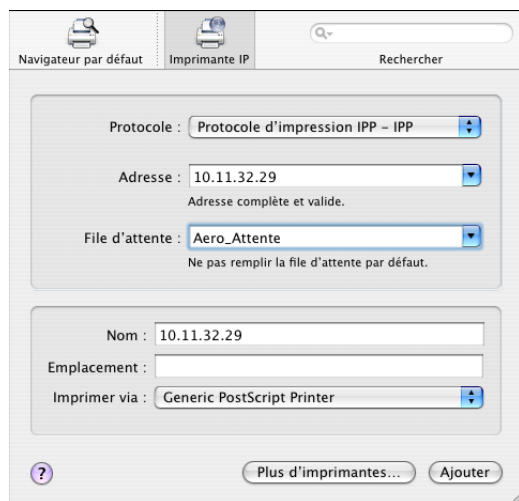 Navigateur par défaut
Imprimante IP
Rechercher
Protocole : Protocole d'impression IPP – IPP
Adresse : 10.11.32.29
Adresse complète et valide.
File d'attente : Aero_Attente
Ne pas remplir la file d'attente par défaut.
Nom : 10.11.32.29
Emplacement :
Imprimer via : Generic PostScript Printer
? Plus d'imprimantes... Ajouter